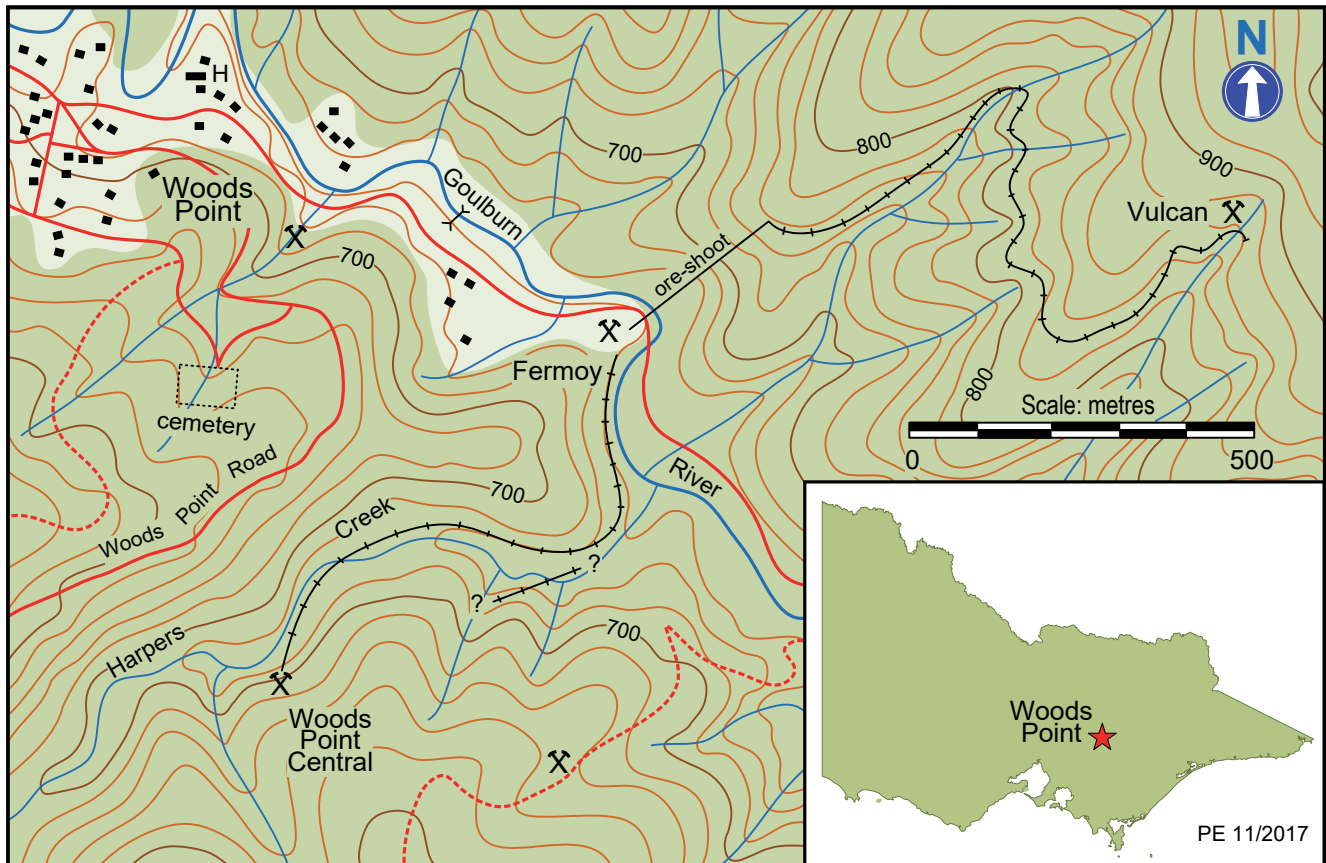 H
N
700
800
900
Goulburn
Woods
Point
Vulcan
ore-shoot
700
Fermoy
800
Scale: metres
0
500
cemetery
Woods Point Road
700
River
Creek
?
?
Harpers
700
Woods
Point
Central
Woods
Point
PE 11/2017